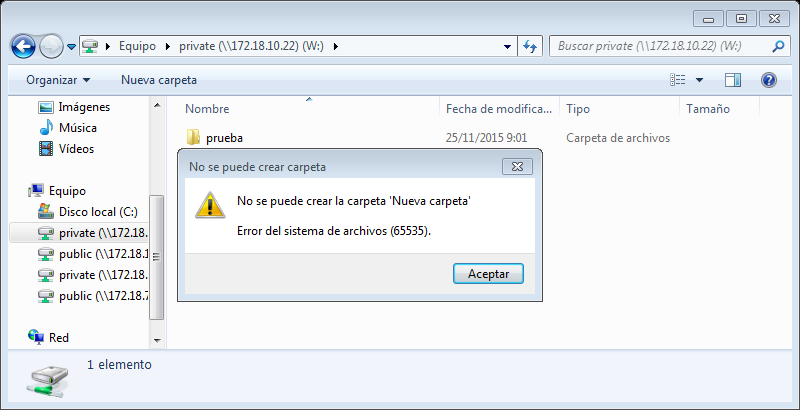 Equipo
private (\\172.18.10.22) (W:)
Buscar private (\\172.18.10.22) (W:)
Organizar
Nueva carpeta
Nombre
Fecha de modifica...
Tipo
Tamaño
Imágenes
Música
Vídeos
Equipo
Disco local (C:)
private (\\172.18.
public (\\172.18.1
private (\\172.18.
public (\\172.18.7
Red
prueba
25/11/2015 9:01
Carpeta de archivos
No se puede crear carpeta
No se puede crear la carpeta 'Nueva carpeta'
Error del sistema de archivos (65535).
Aceptar
1 elemento